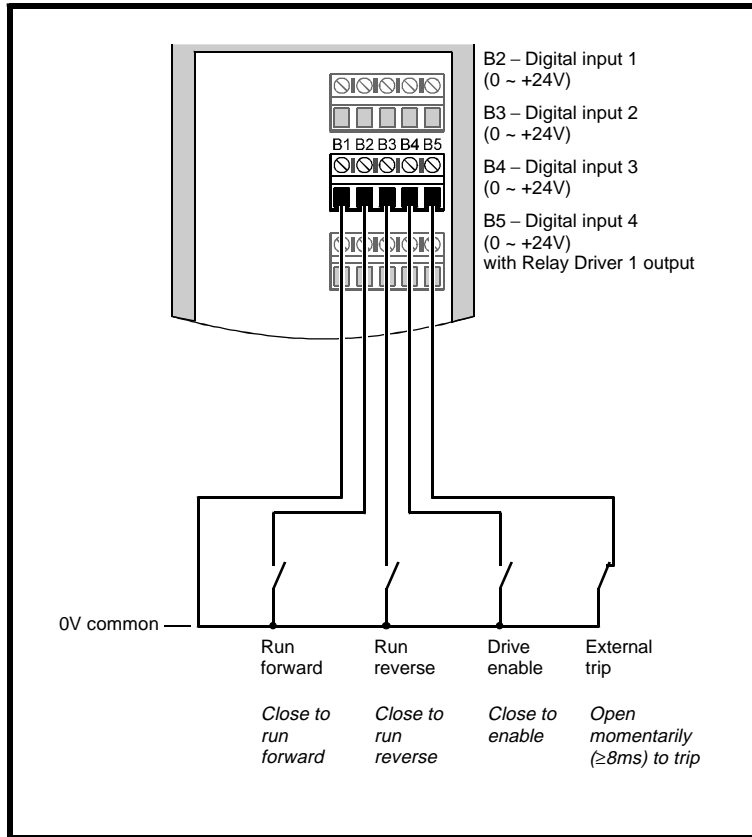 B2 – Digital input 1
(0 ~ +24V)
B3 – Digital input 2
(0 ~ +24V)
B1 B2 B3 B4 B5
B4 – Digital input 3
(0 ~ +24V)
B5 – Digital input 4
(0 ~ +24V)
with Relay Driver 1 output
0V common
Run
forward
Run
reverse
Drive
enable
External
trip
Close to
run
forward
Close to
run
reverse
Close to
enable
Open
momentarily
(≥8ms) to trip